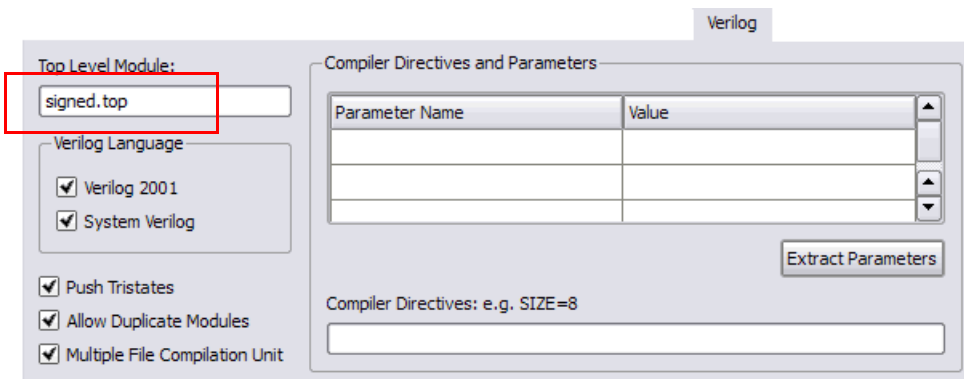 Verilog
Top Level Module:
signed.top
Verilog Language
Verilog 2001
System Verilog
Push Tristates
Allow Duplicate Modules
Multiple File Compilation Unit
Compiler Directives and Parameters
Parameter Name Value
Extract Parameters
Compiler Directives: e.g. SIZE=8